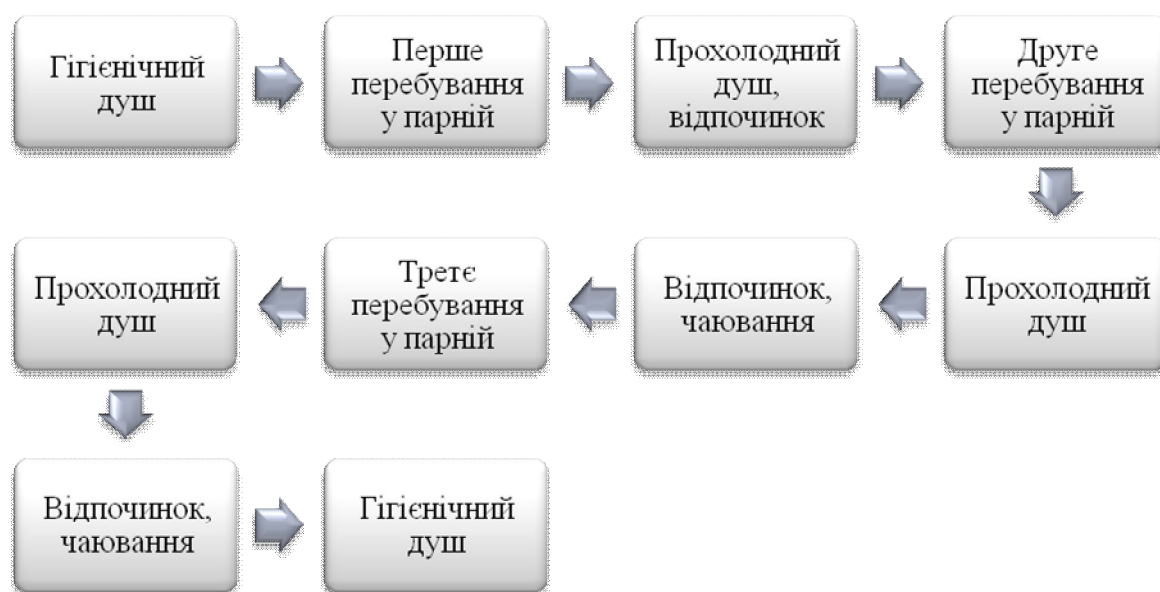 Гігієнічний
душ
Перше
перебування
у парній
Прохолодний
душ,
відпочинок
Друге
перебування
у парній
Прохолодний
душ
Відпочинок,
чаювання
Третє
перебування
у парній
Прохолодний
душ
Відпочинок,
чаювання
Гігієнічний
душ